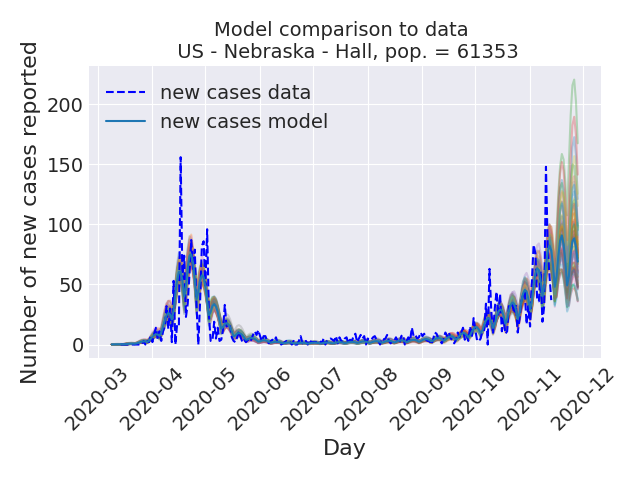 Model comparison to data
US - Nebraska - Hall, pop. = 61353
Number of new cases reported
200
150
100
50
0
new cases data
new cases model
2020-03
2020-04
2020-05
2020-06
2020-07
2020-08
2020-09
2020-10
2020-11
2020-12
Day